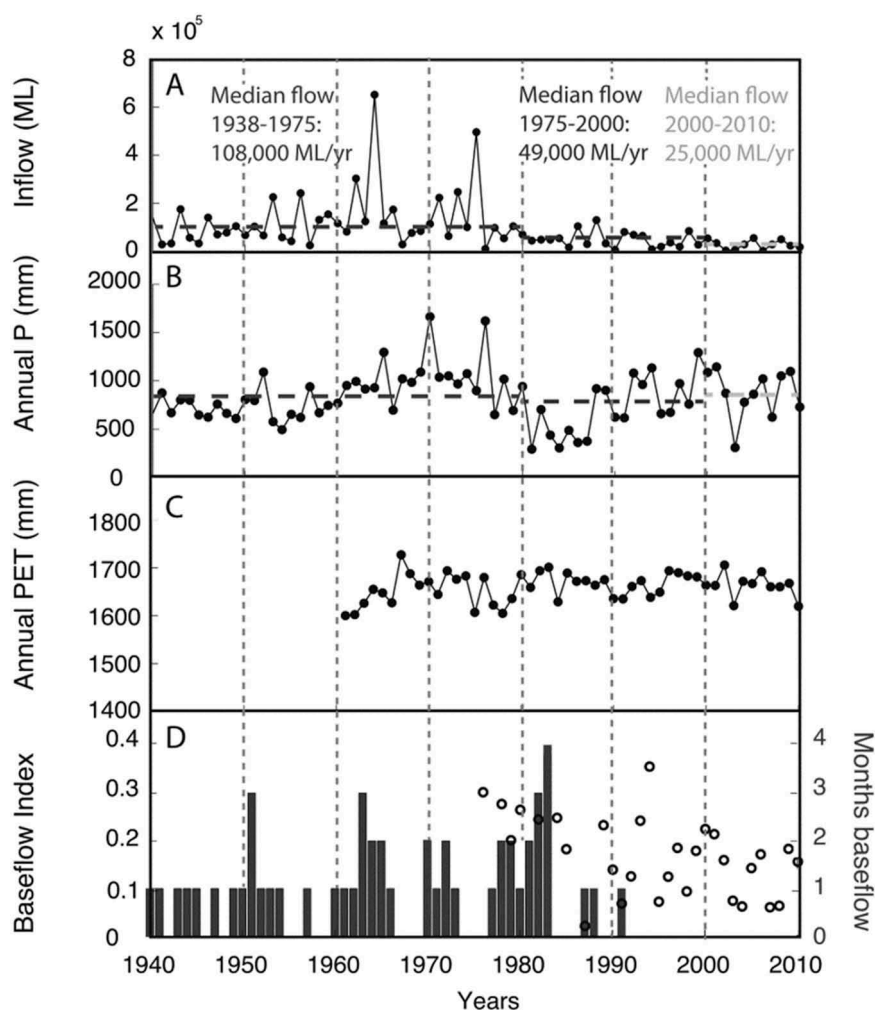 x 10⁵
8
6
4
2
0
Inflow (ML)
A
Median flow
1938-1975:
108,000 ML/yr
Median flow
1975-2000:
49,000 ML/yr
Median flow
2000-2010:
25,000 ML/yr
2000
1500
1000
500
0
Annual P (mm)
B
1800
1700
1600
1500
1400
Annual PET (mm)
C
0.4
0.3
0.2
0.1
0
Baseflow Index
D
4
3
2
1
0
Months baseflow
1940 1950 1960 1970 1980 1990 2000 2010
Years